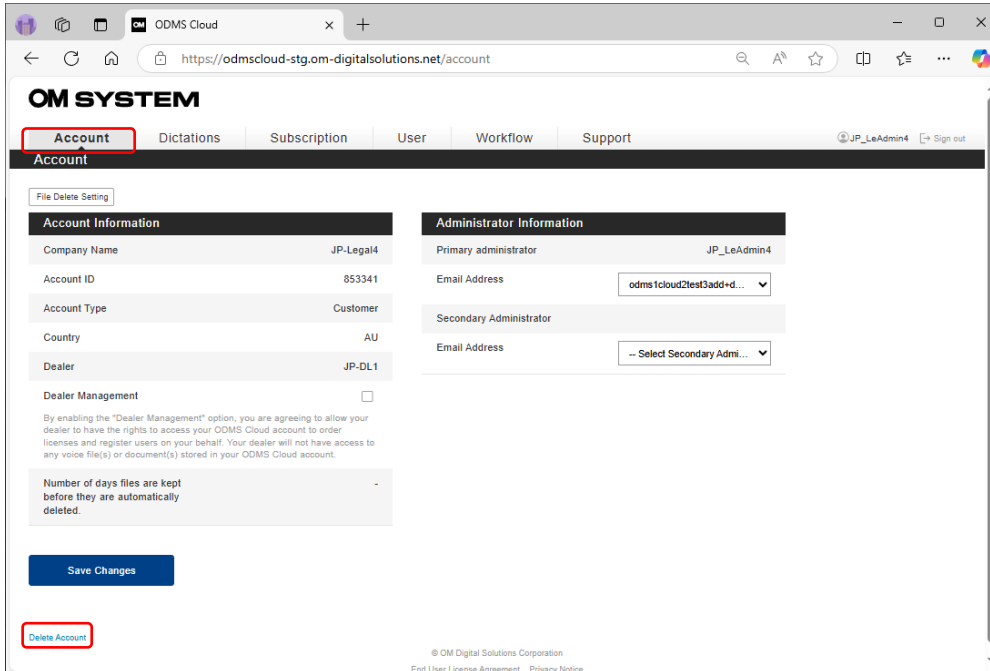 OM ODMS Cloud
https://odmscloud-stg.om-digitalsolutions.net/account
OM SYSTEM
Account Dictations Subscription User Workflow Support JP_LeAdmin4 Sign out
Account
File Delete Setting
Account Information
Company Name JP-Legal4
Account ID 853341
Account Type Customer
Country AU
Dealer JP-DL1
Dealer Management
By enabling the "Dealer Management" option, you are agreeing to allow your
dealer to have the rights to access your ODMS Cloud account to order
licenses and register users on your behalf. Your dealer will not have access to
any voice file(s) or document(s) stored in your ODMS Cloud account.
Number of days files are kept -
before they are automatically
deleted.
Administrator Information
Primary administrator JP_LeAdmin4
Email Address odms1cloud2test3add+d...
Secondary Administrator
Email Address -- Select Secondary Admi...
Save Changes
Delete Account
© OM Digital Solutions Corporation
End User License Agreement Privacy Notice